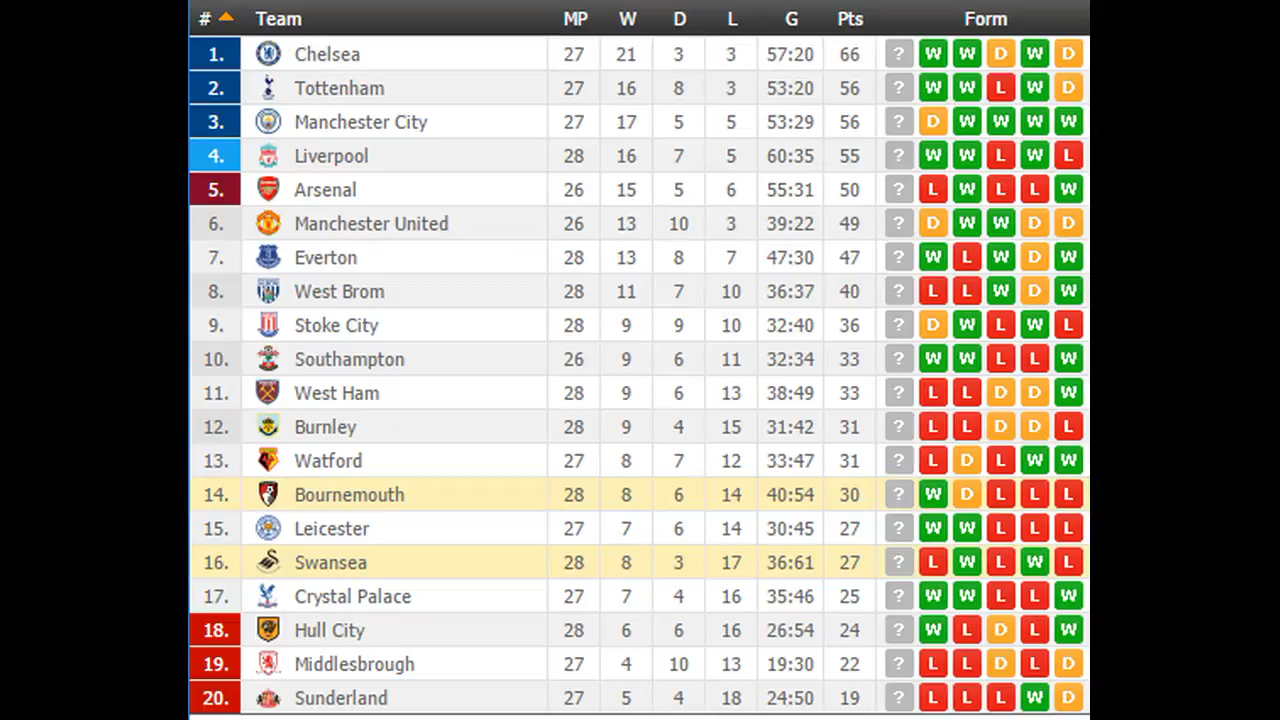 # Team MP W D L G Pts Form
1. Chelsea 27 21 3 3 57:20 66 ? W W D W D
2. Tottenham 27 16 8 3 53:20 56 ? W W L W D
3. Manchester City 27 17 5 5 53:29 56 ? D W W W W
4. Liverpool 28 16 7 5 60:35 55 ? W W L W L
5. Arsenal 26 15 5 6 55:31 50 ? L W L L W
6. Manchester United 26 13 10 3 39:22 49 ? D W W D D
7. Everton 28 13 8 7 47:30 47 ? W L W D W
8. West Brom 28 11 7 10 36:37 40 ? L L W D W
9. Stoke City 28 9 9 10 32:40 36 ? D W L W L
10. Southampton 26 9 6 11 32:34 33 ? W W L L W
11. West Ham 28 9 6 13 38:49 33 ? L L D D W
12. Burnley 28 9 4 15 31:42 31 ? L L D D L
13. Watford 27 8 7 12 33:47 31 ? L D L W W
14. Bournemouth 28 8 6 14 40:54 30 ? W D L L L
15. Leicester 27 7 6 14 30:45 27 ? W W L L L
16. Swansea 28 8 3 17 36:61 27 ? L W L W L
17. Crystal Palace 27 7 4 16 35:46 25 ? W W L L W
18. Hull City 28 6 6 16 26:54 24 ? W L D L W
19. Middlesbrough 27 4 10 13 19:30 22 ? L L D L D
20. Sunderland 27 5 4 18 24:50 19 ? L L L W D